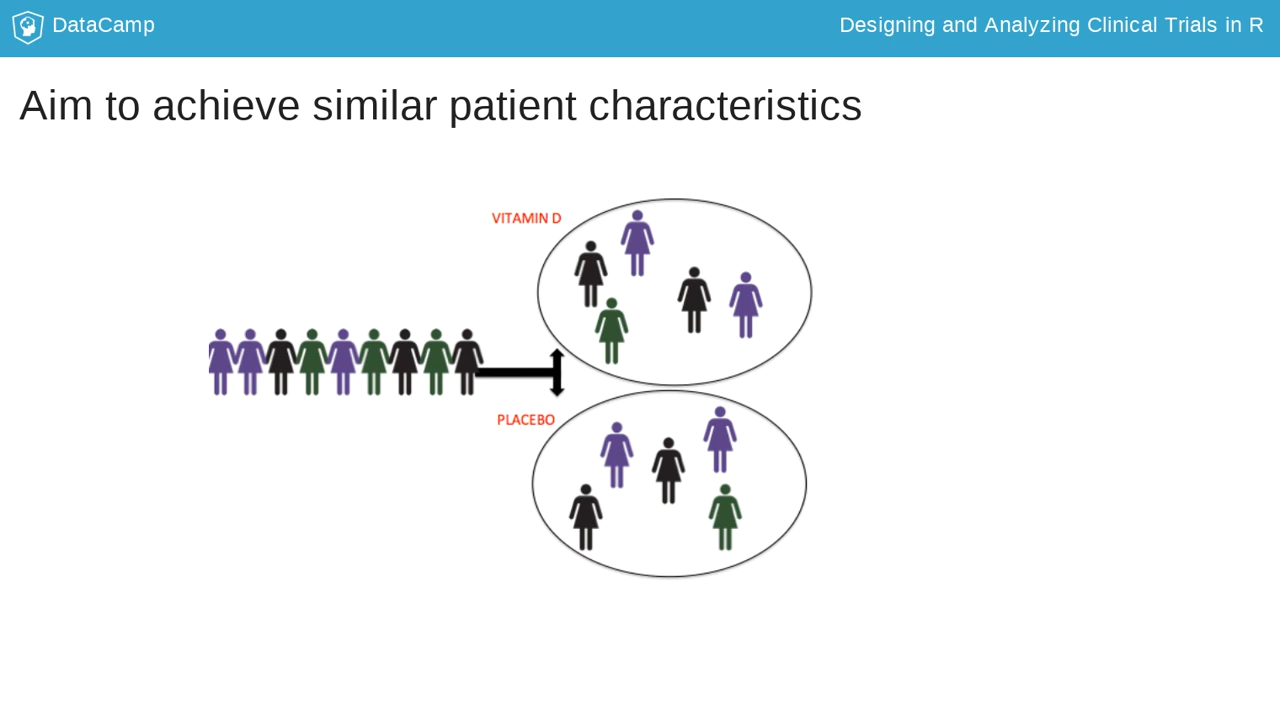 DataCamp
Designing and Analyzing Clinical Trials in R
Aim to achieve similar patient characteristics
VITAMIN D
PLACEBO